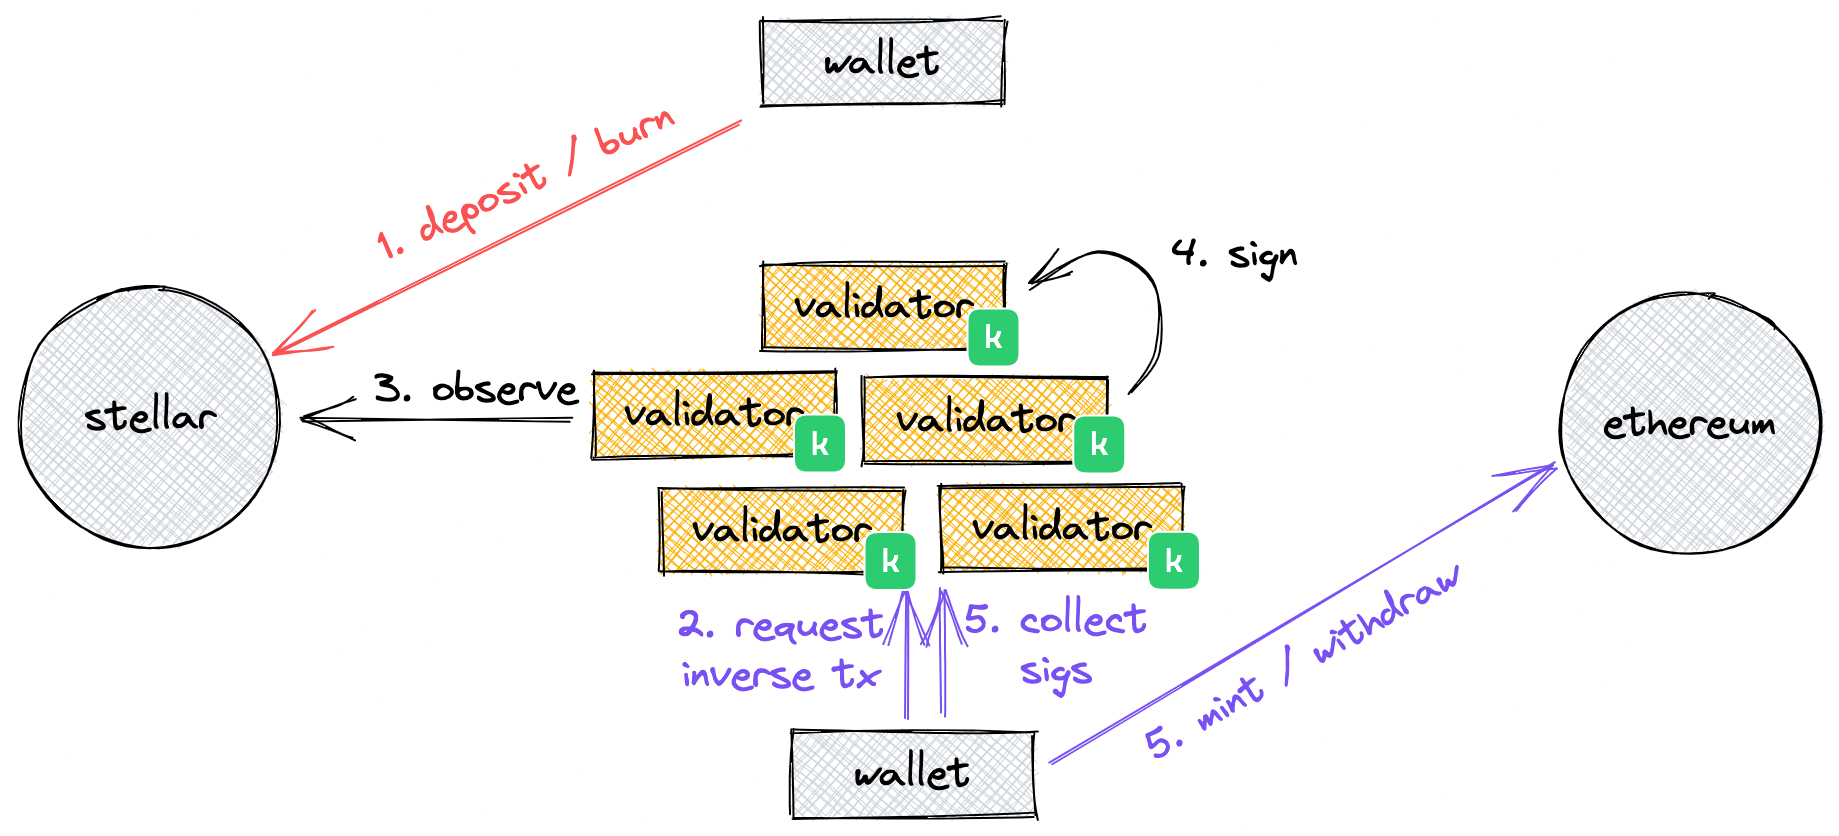 wallet
1. deposit / burn
4. sign
validator
k
3. observe
validator
k
validator
k
stellar
ethereum
validator
k
validator
k
2. request
inverse tx
5. collect
sigs
5. mint / withdraw
wallet